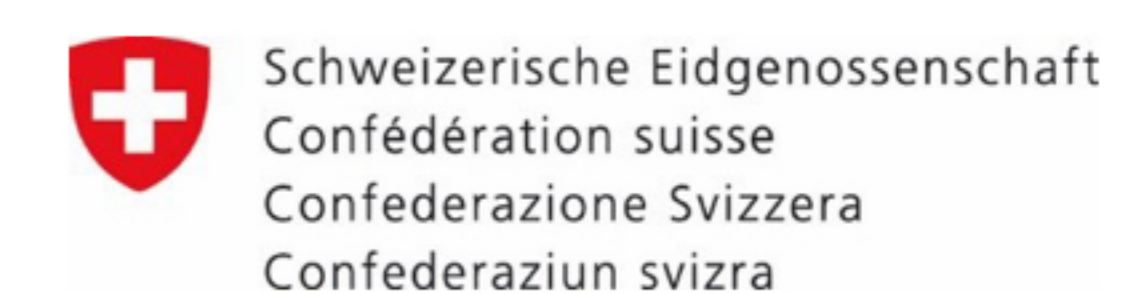 Schweizerische Eidgenossenschaft
Confédération suisse
Confederazione Svizzera
Confederaziun svizra